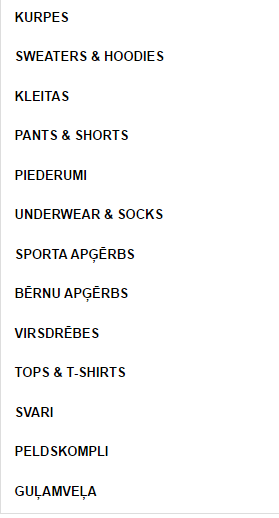 KURPES
SWEATERS & HOODIES
KLEITAS
PANTS & SHORTS
PIEDERUMI
UNDERWEAR & SOCKS
SPORTA APĢĒRBS
BĒRNU APĢĒRBS
VIRSDRĒBES
TOPS & T-SHIRTS
SVARI
PELDSKOMPLI
GUĻAMVEĻA